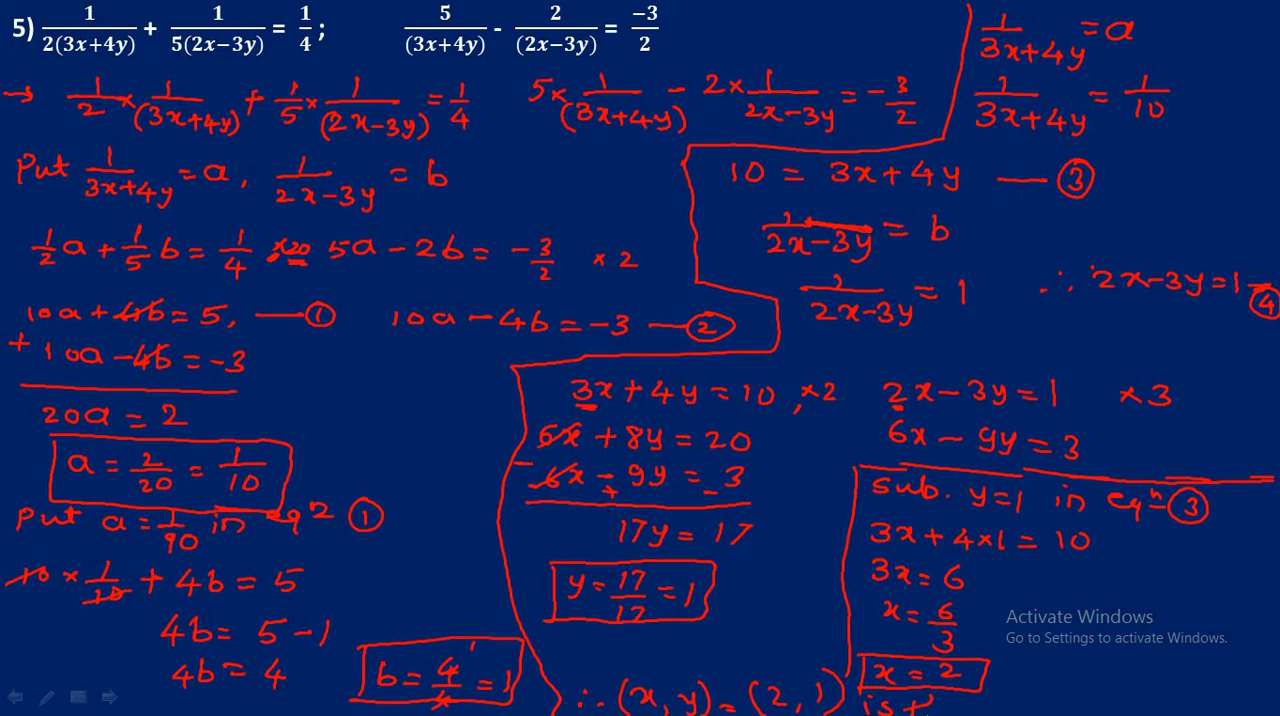 5) 1/2(3x+4y) + 1/5(2x−3y) = 1/4 ; 5/(3x+4y) - 2/(2x−3y) = −3/2
→ 1/2 × 1/(3x+4y) + 1/5 × 1/(2x−3y) = 1/4 5× 1/(3x+4y) − 2× 1/2x−3y = −3/2
Put 1/3x+4y = a, 1/2x−3y = b
1/2 a + 1/5 b = 1/4 ×20 5a − 2b = −3/2 ×2
10a + 4b = 5, — ① 10a − 4b = −3 — ②
+ 10a − 4b = −3
20a = 2
a = 2/20 = 1/10
Put a = 1/90 in eqn ①
10 × 1/10 + 4b = 5
4b = 5 − 1
4b = 4
b = 4/4 = 1
1/3x+4y = a
1/3x+4y = 1/10
10 = 3x + 4y — ③
1/2x−3y = b
1/2x−3y = 1 ∴ 2x−3y = 1 — ④
3x + 4y = 10, ×2 2x − 3y = 1 ×3
6x + 8y = 20 6x − 9y = 3
− 6x − 9y = 3
+ −
17y = 17
y = 17/17 = 1
sub. y=1 in eqn ③
3x + 4×1 = 10
3x = 6
x = 6/3
x = 2
∴ (x, y) = (2, 1) is
Activate Windows
Go to Settings to activate Windows.